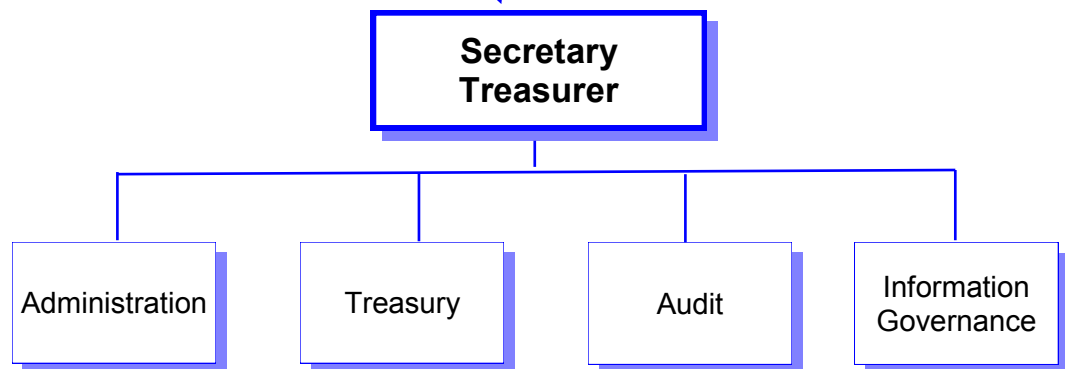 Secretary
Treasurer
Administration
Treasury
Audit
Information
Governance